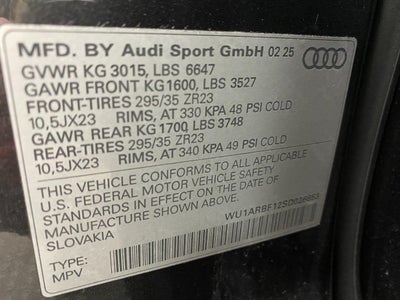 MFD. BY Audi Sport GmbH 02 25
GVWR KG 3015, LBS 6647
GAWR FRONT KG1600, LBS 3527
FRONT-TIRES 295/35 ZR23
10,5JX23 RIMS, AT 330 KPA 48 PSI COLD
GAWR REAR KG 1700, LBS 3748
REAR-TIRES 295/35 ZR23
10,5JX23 RIMS, AT 340 KPA 49 PSI COLD
THIS VEHICLE CONFORMS TO ALL APPLICABLE
U.S. FEDERAL MOTOR VEHICLE SAFETY
STANDARDS IN EFFECT ON THE DATE OF
MANUFACTURE SHOWN ABOVE.
SLOVAKIA
TYPE:
MPV